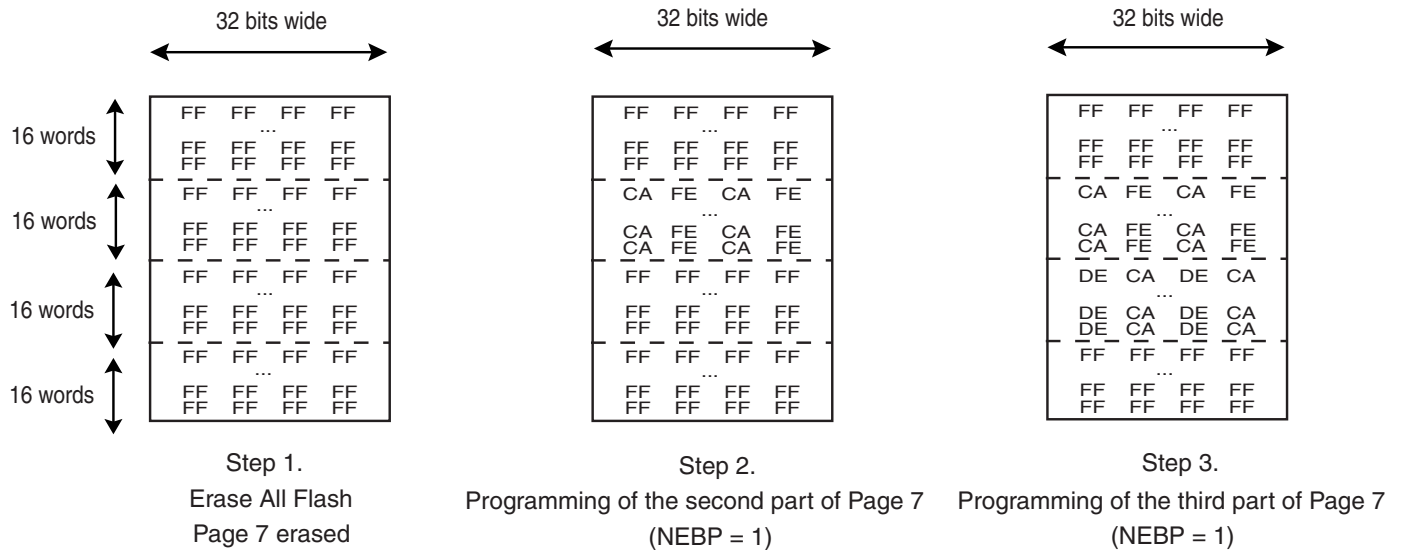 32 bits wide
32 bits wide
32 bits wide
16 words
16 words
16 words
16 words
FF FF FF FF
...
FF FF FF FF
FF FF FF FF
FF FF FF FF
...
FF FF FF FF
FF FF FF FF
FF FF FF FF
...
FF FF FF FF
FF FF FF FF
FF FF FF FF
...
FF FF FF FF
FF FF FF FF
Step 1.
Erase All Flash
Page 7 erased
FF FF FF FF
...
FF FF FF FF
FF FF FF FF
CA FE CA FE
...
CA FE CA FE
CA FE CA FE
FF FF FF FF
...
FF FF FF FF
FF FF FF FF
FF FF FF FF
...
FF FF FF FF
FF FF FF FF
Step 2.
Programming of the second part of Page 7
(NEBP = 1)
FF FF FF FF
...
FF FF FF FF
FF FF FF FF
CA FE CA FE
...
CA FE CA FE
CA FE CA FE
DE CA DE CA
...
DE CA DE CA
DE CA DE CA
FF FF FF FF
...
FF FF FF FF
FF FF FF FF
Step 3.
Programming of the third part of Page 7
(NEBP = 1)